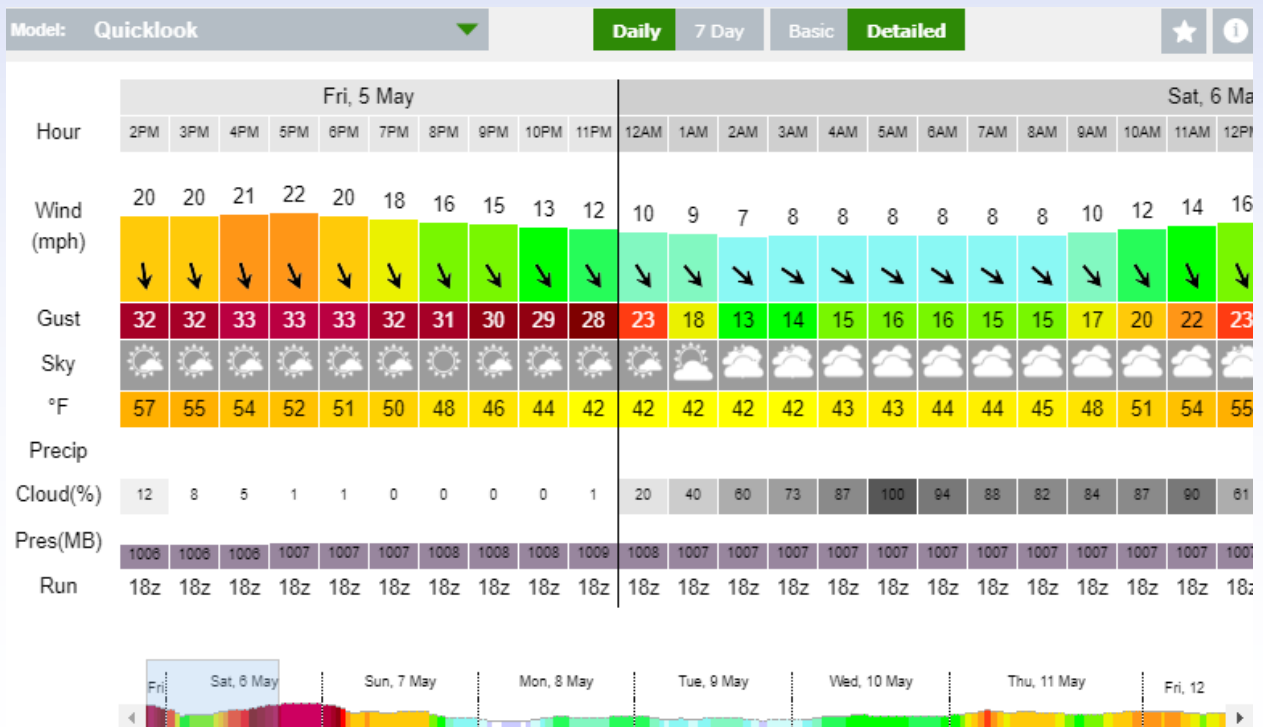 Model: Quicklook Daily 7 Day Basic Detailed
Fri, 5 May Sat, 6 Ma
Hour 2PM 3PM 4PM 5PM 6PM 7PM 8PM 9PM 10PM 11PM 12AM 1AM 2AM 3AM 4AM 5AM 6AM 7AM 8AM 9AM 10AM 11AM 12PM
Wind (mph) 20 20 21 22 20 18 16 15 13 12 10 9 7 8 8 8 8 8 8 10 12 14 16
Gust 32 32 33 33 33 32 31 30 29 28 23 18 13 14 15 16 16 15 15 17 20 22 23
Sky
°F 57 55 54 52 51 50 48 46 44 42 42 42 42 42 43 43 44 44 45 48 51 54 55
Precip
Cloud(%) 12 8 5 1 1 0 0 0 0 1 20 40 60 73 87 100 94 88 82 84 87 90 61
Pres(MB) 1006 1006 1006 1007 1007 1007 1008 1008 1008 1009 1008 1007 1007 1007 1007 1007 1007 1007 1007 1007 1007 1007 1007
Run 18z 18z 18z 18z 18z 18z 18z 18z 18z 18z 18z 18z 18z 18z 18z 18z 18z 18z 18z 18z 18z 18z 18z
Fri Sat, 6 May Sun, 7 May Mon, 8 May Tue, 9 May Wed, 10 May Thu, 11 May Fri, 12